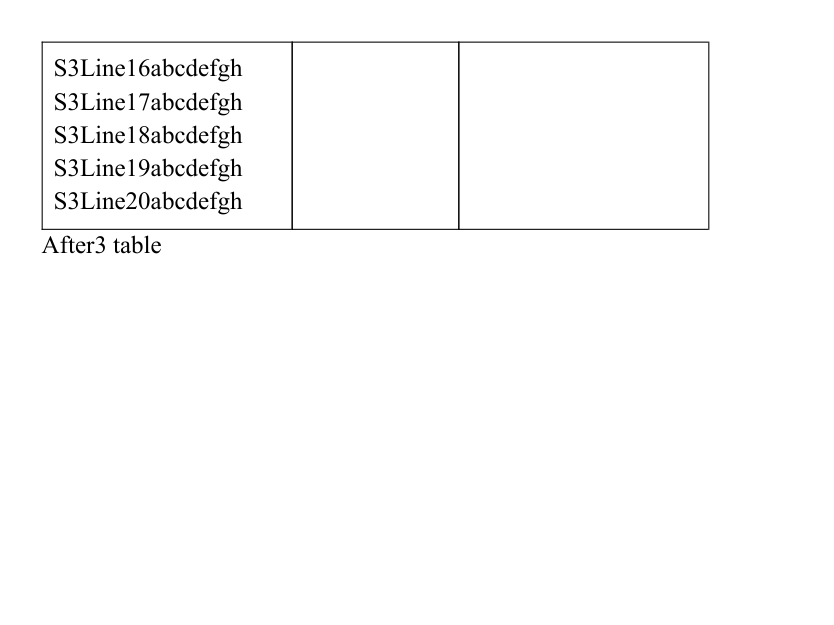 S3Line16abcdefgh
S3Line17abcdefgh
S3Line18abcdefgh
S3Line19abcdefgh
S3Line20abcdefgh
After3 table